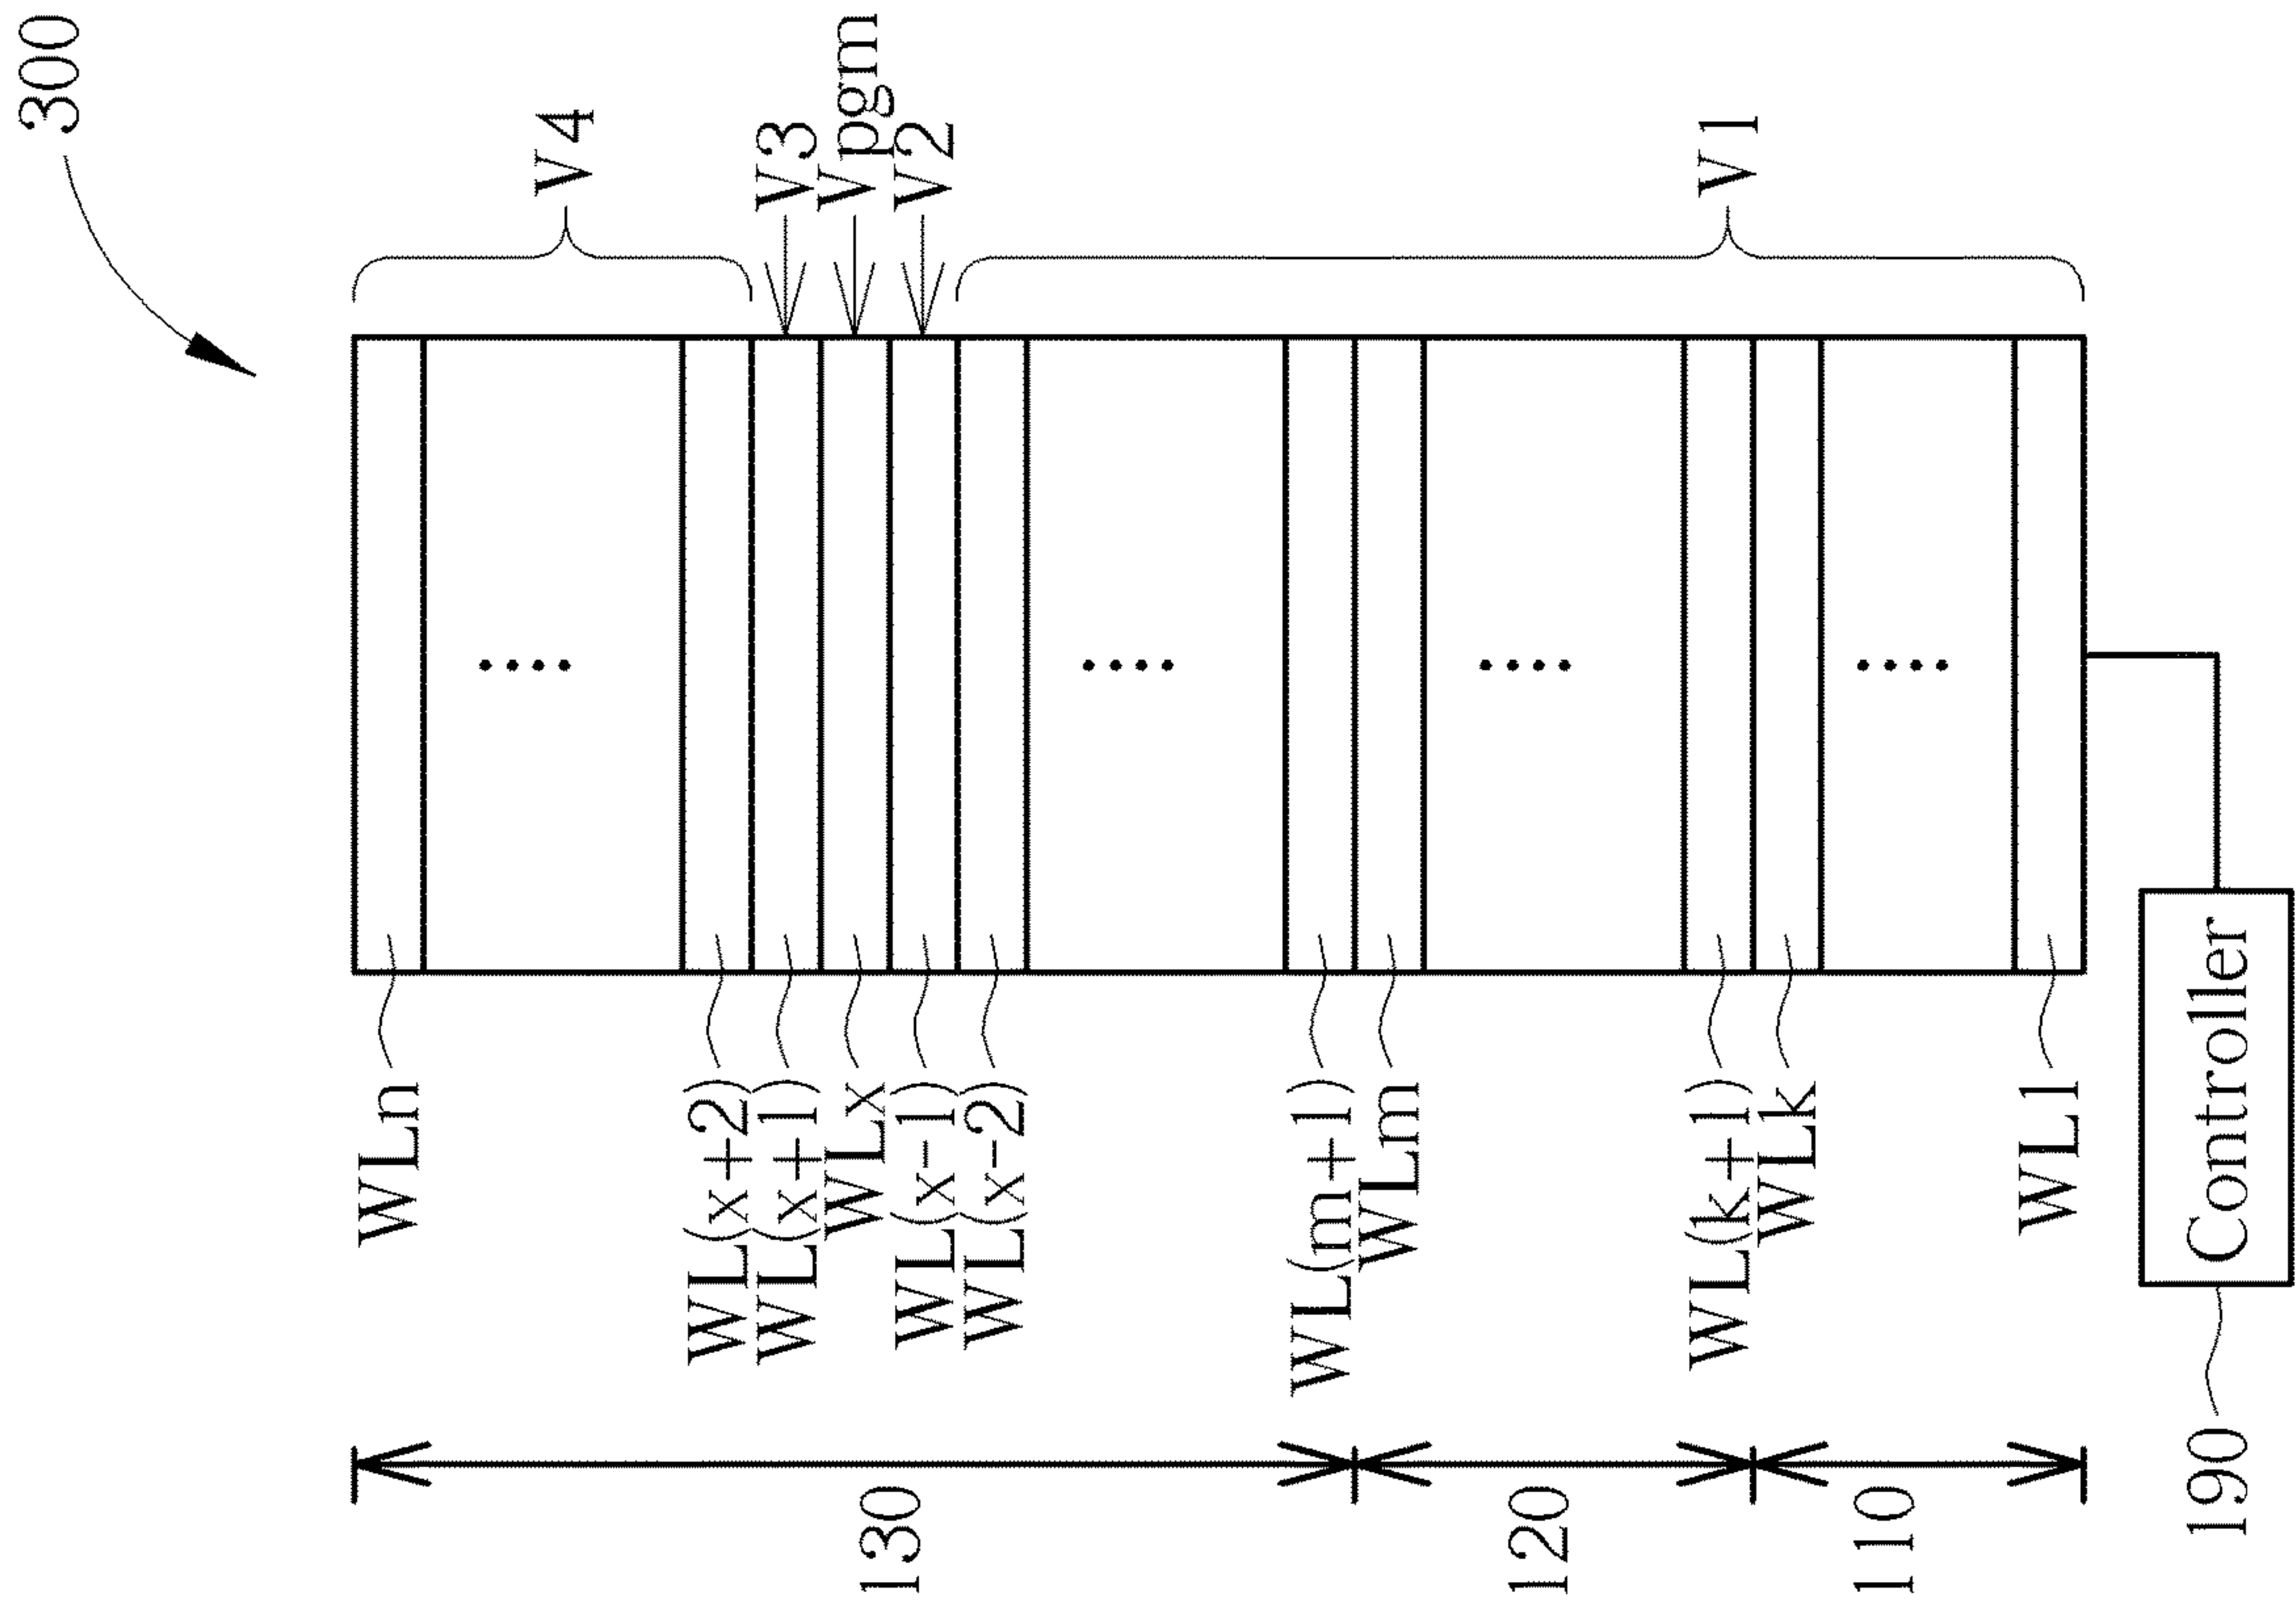 300
V4
V3
Vpgm
V2
V1
WLn
WL(x+2)
WL(x+1)
WLx
WL(x-1)
WL(x-2)
WL(m+1)
WLm
WL(k+1)
WLk
WL1
130
120
110
Controller
190